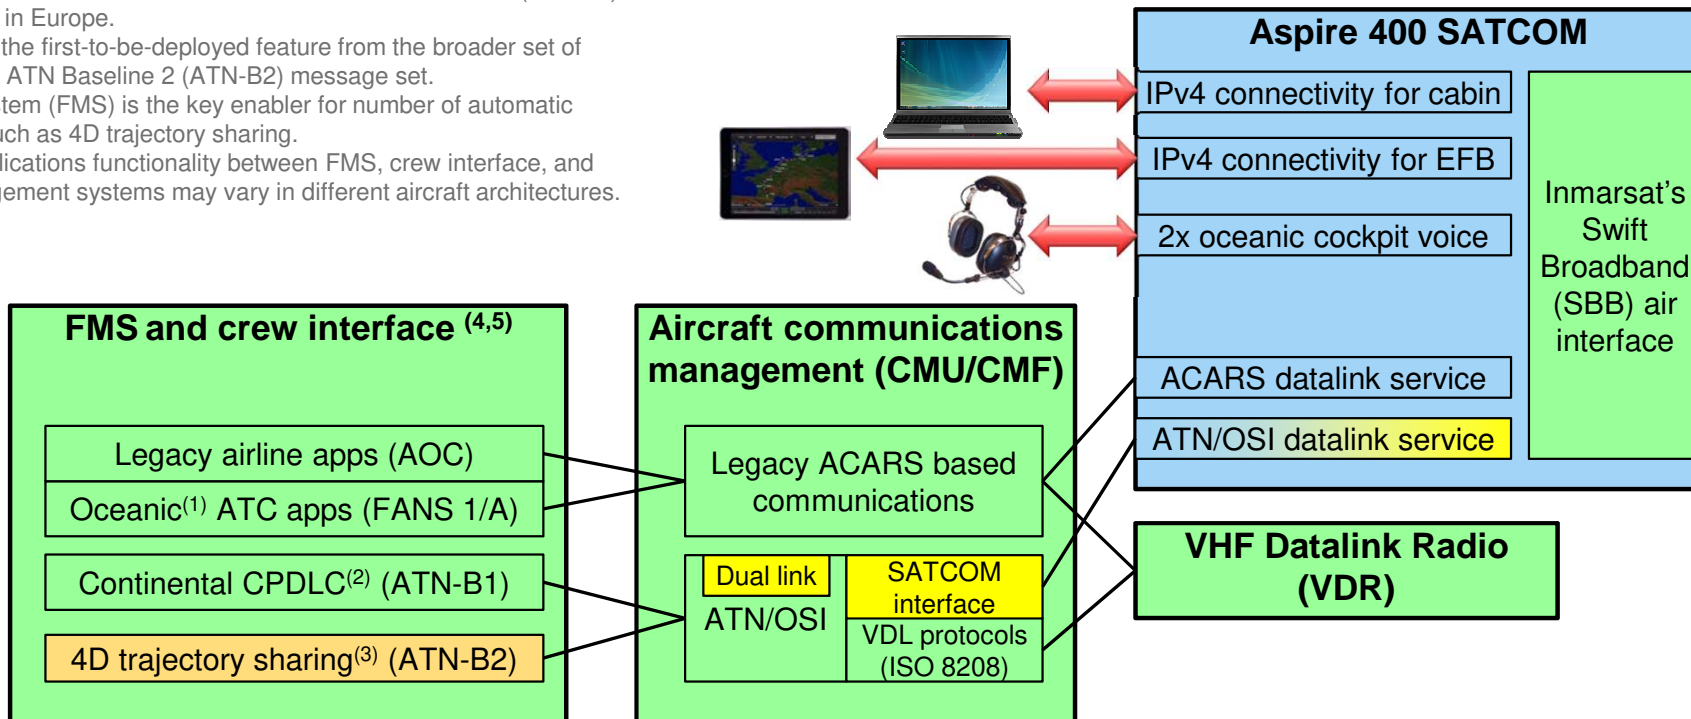 in Europe.
the first-to-be-deployed feature from the broader set of
ATN Baseline 2 (ATN-B2) message set.
stem (FMS) is the key enabler for number of automatic
uch as 4D trajectory sharing.
lications functionality between FMS, crew interface, and
gement systems may vary in different aircraft architectures.
Aspire 400 SATCOM
IPv4 connectivity for cabin
IPv4 connectivity for EFB
2x oceanic cockpit voice
ACARS datalink service
ATN/OSI datalink service
Inmarsat's
Swift
Broadband
(SBB) air
interface
FMS and crew interface (4,5)
Legacy airline apps (AOC)
Oceanic(1) ATC apps (FANS 1/A)
Continental CPDLC(2) (ATN-B1)
4D trajectory sharing(3) (ATN-B2)
Aircraft communications
management (CMU/CMF)
Legacy ACARS based
communications
Dual link
ATN/OSI
SATCOM
interface
VDL protocols
(ISO 8208)
VHF Datalink Radio
(VDR)